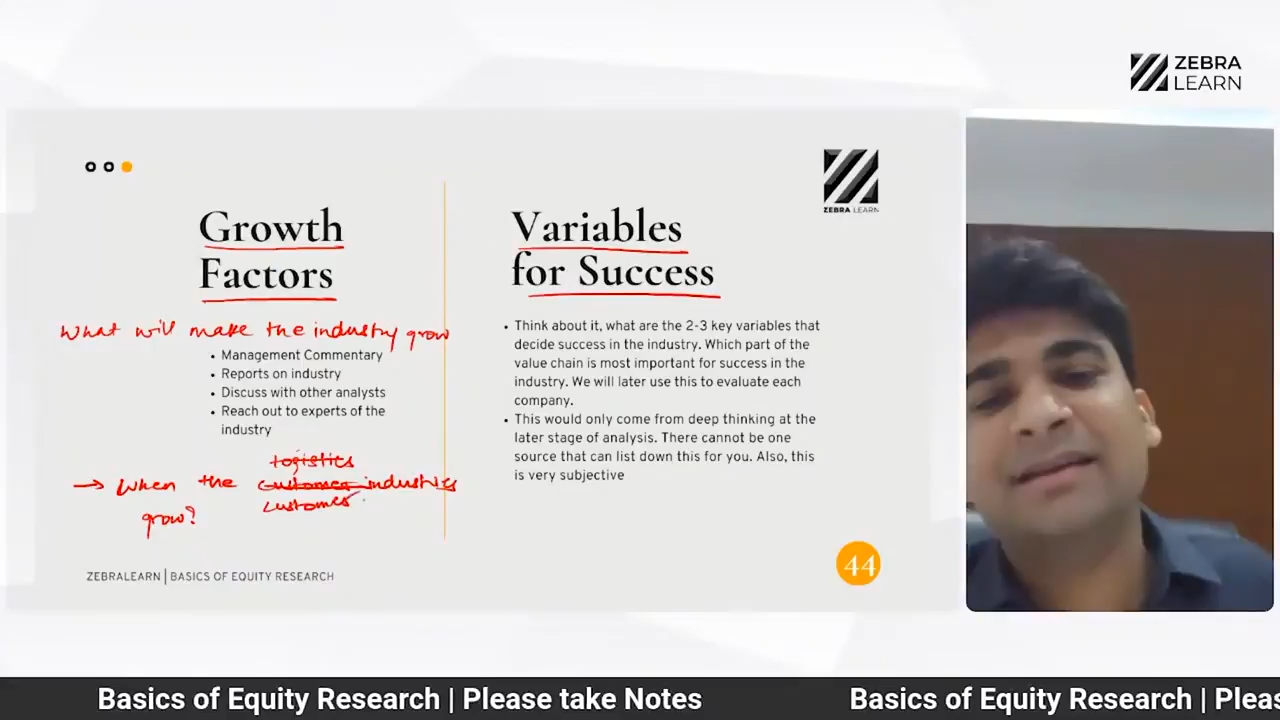 ZEBRA
LEARN
ZEBRA LEARN
Growth
Factors
What will make the industry grow
• Management Commentary
• Reports on industry
• Discuss with other analysts
• Reach out to experts of the
industry
logistics
→ When the customer industries
customer
grow?
Variables
for Success
• Think about it, what are the 2-3 key variables that
decide success in the industry. Which part of the
value chain is most important for success in the
industry. We will later use this to evaluate each
company.
• This would only come from deep thinking at the
later stage of analysis. There cannot be one
source that can list down this for you. Also, this
is very subjective
ZEBRALEARN | BASICS OF EQUITY RESEARCH
44
Basics of Equity Research | Please take Notes
Basics of Equity Research | Pleas